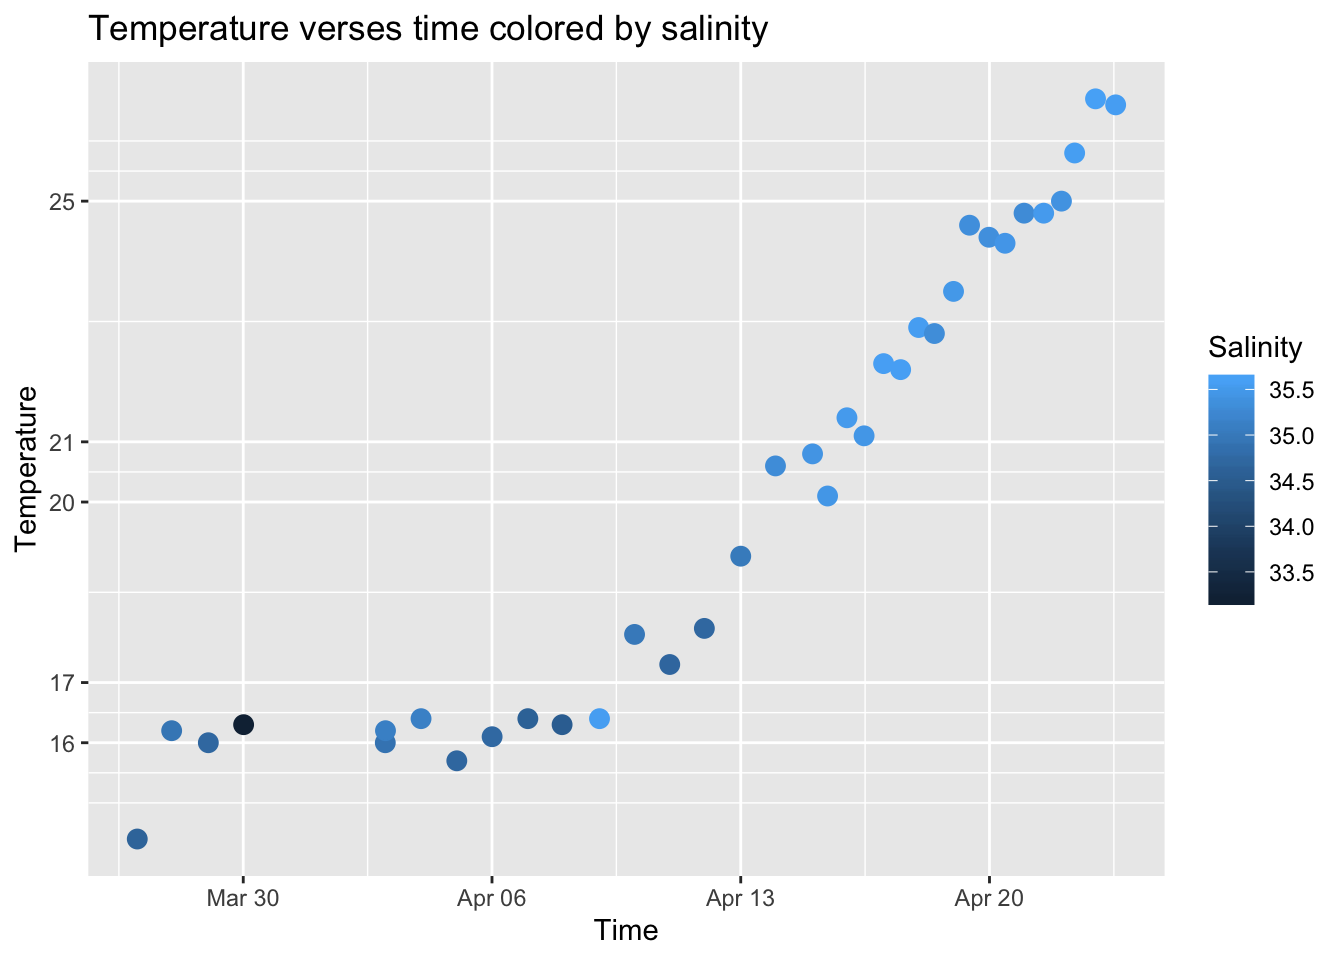 Temperature verses time colored by salinity
25
21
20
17
16
Temperature
Mar 30
Apr 06
Apr 13
Apr 20
Time
Salinity
35.5
35.0
34.5
34.0
33.5